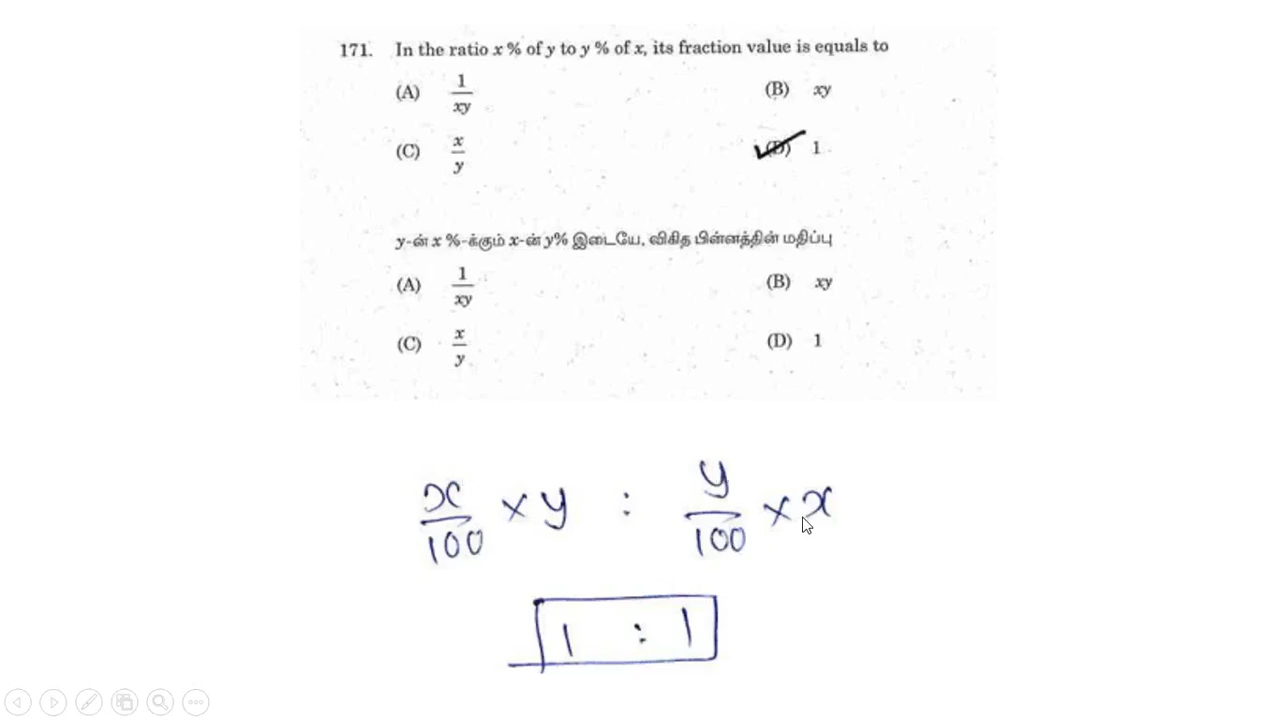 171. In the ratio x % of y to y % of x, its fraction value is equals to
(A) 1/xy (B) xy
(C) x/y (D) 1
y-ன் x %-க்கும் x-ன் y% இடையே, விகித பின்னத்தின் மதிப்பு
(A) 1/xy (B) xy
(C) x/y (D) 1
x/100 × y : y/100 × x
1 : 1